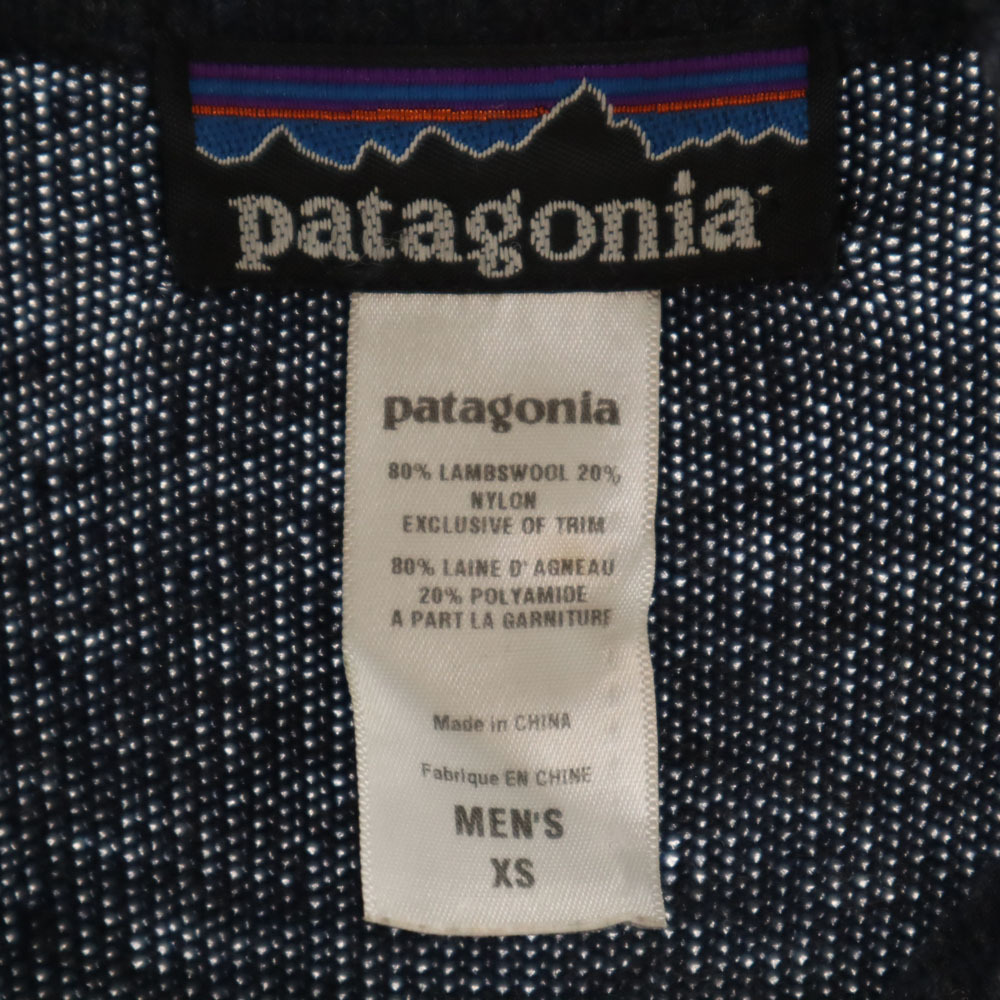 patagonia
patagonia
80% LAMBSWOOL 20%
NYLON
EXCLUSIVE OF TRIM
80% LAINE D'AGNEAU
20% POLYAMIDE
A PART LA GARNITURE
Made in CHINA
Fabrique EN CHINE
MEN'S
XS